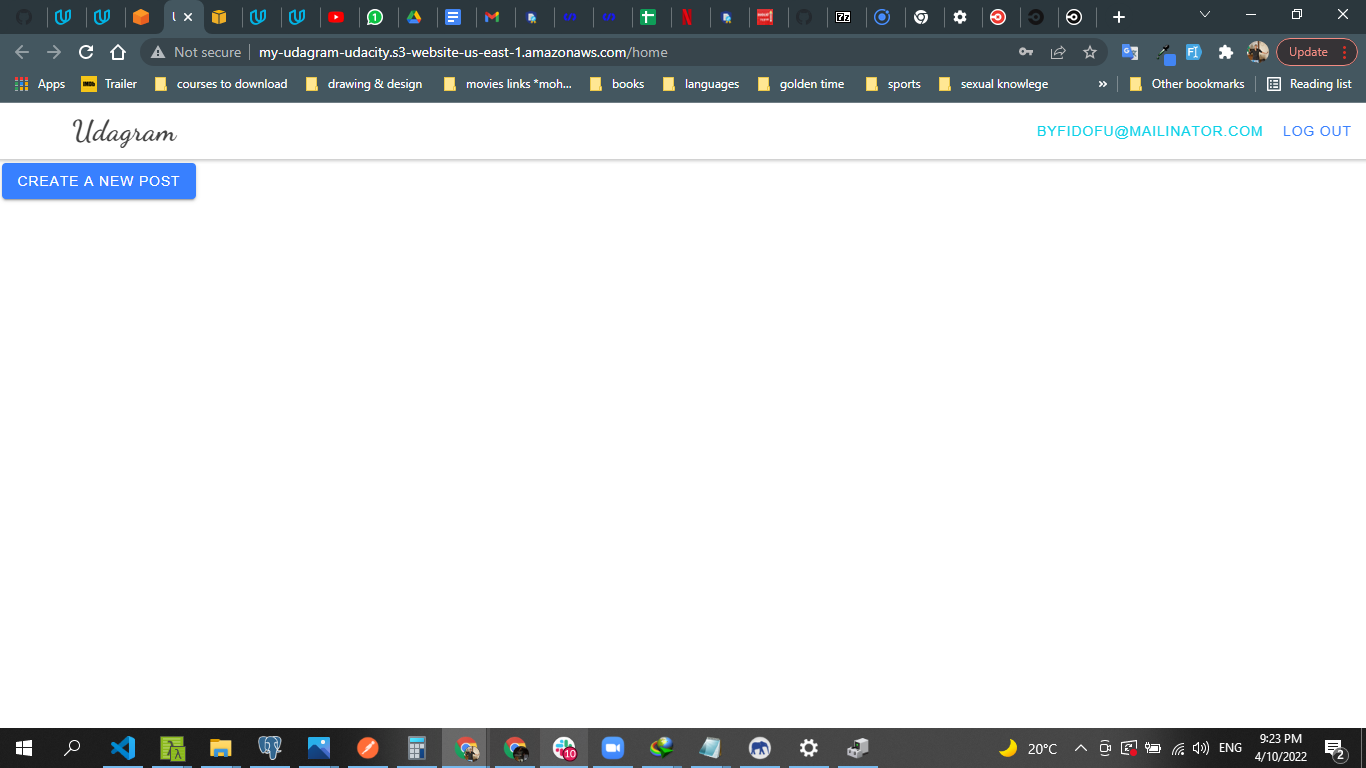 Not secure my-udagram-udacity.s3-website-us-east-1.amazonaws.com/home Update
Apps Trailer courses to download drawing & design movies links *moh... books languages golden time sports sexual knowlege » Other bookmarks Reading list
Udagram BYFIDOFU@MAILINATOR.COM LOG OUT
CREATE A NEW POST
20°C ENG 9:23 PM
4/10/2022
10
2